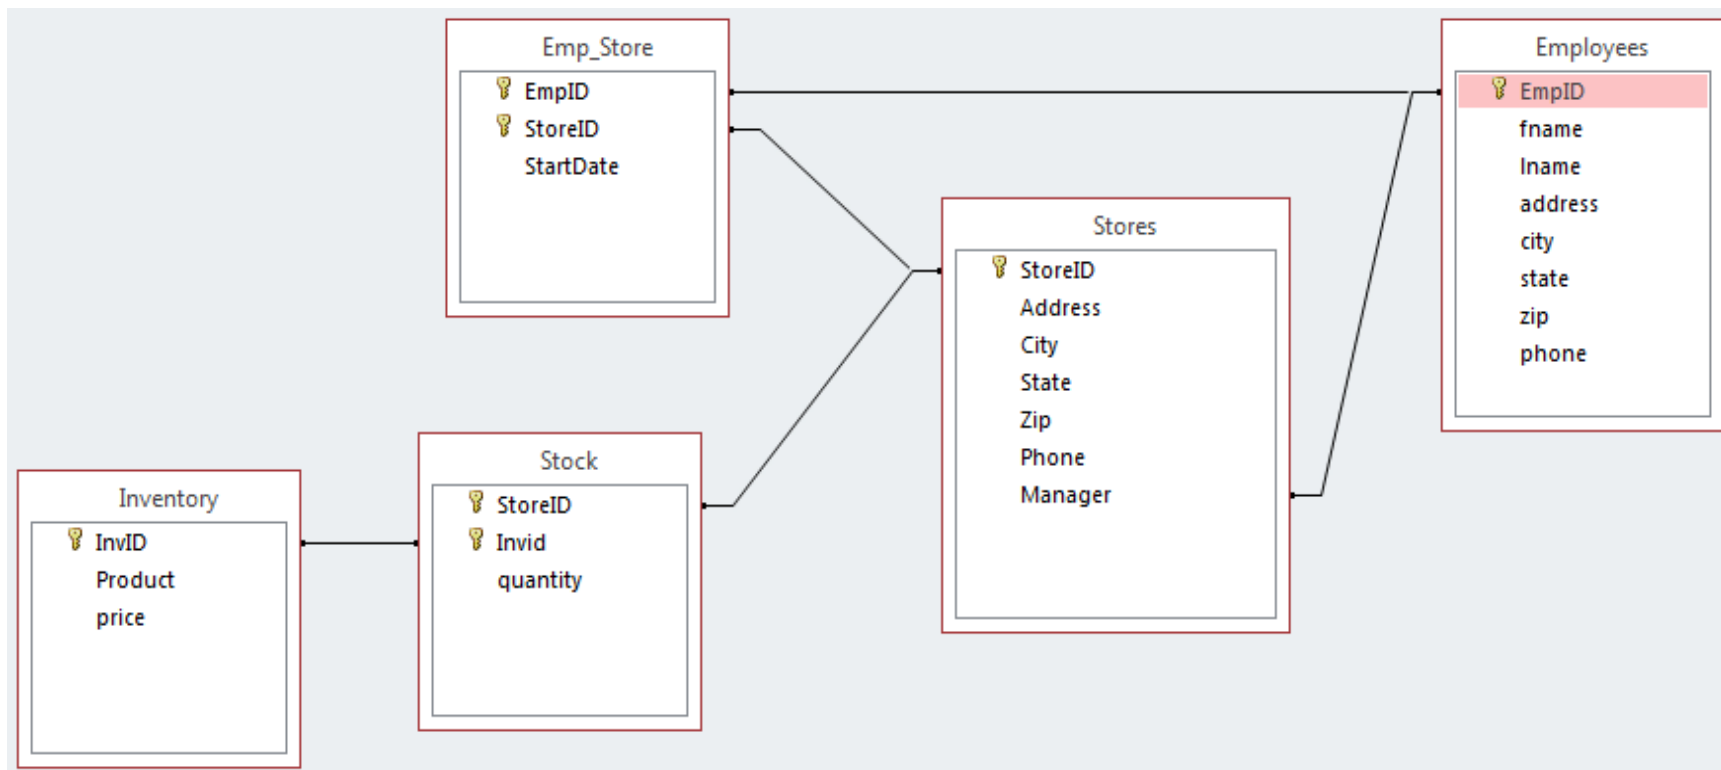 Emp_Store
EmpID
StoreID
StartDate
Employees
EmpID
fname
lname
address
city
state
zip
phone
Stores
StoreID
Address
City
State
Zip
Phone
Manager
Stock
StoreID
Invid
quantity
Inventory
InvID
Product
price